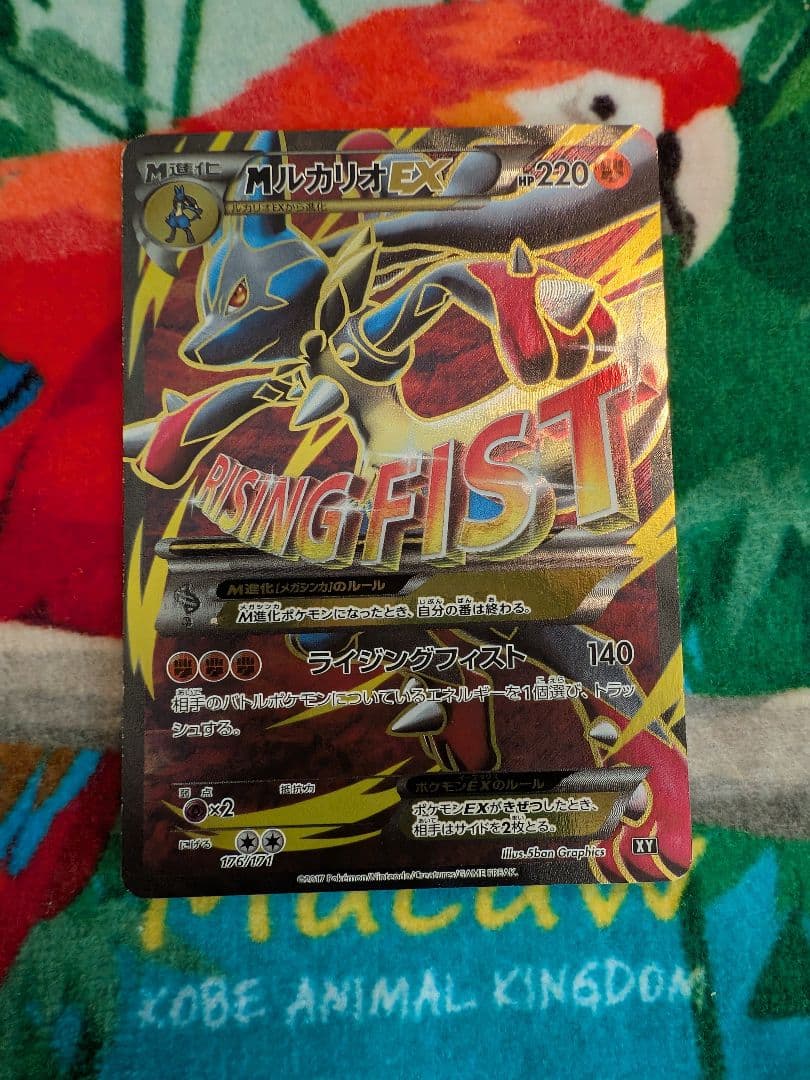 M進化
MルカリオEX
HP220
ルカリオEXから進化
RISING FIST
M進化[メガシンカ]のルール
M進化ポケモンになったとき、自分の番は終わる。
ライジングフィスト 140
相手のバトルポケモンについているエネルギーを1個選び、トラッ
シュする。
弱点 抵抗力
×2
ポケモンEXのルール
ポケモンEXがきぜつしたとき、
相手はサイドを2枚とる。
にげる
176/171
Illus.5ban Graphics
XY
©2017 Pokémon/Nintendo/Creatures/GAME FREAK.
Macaw
KOBE ANIMAL KINGDOM